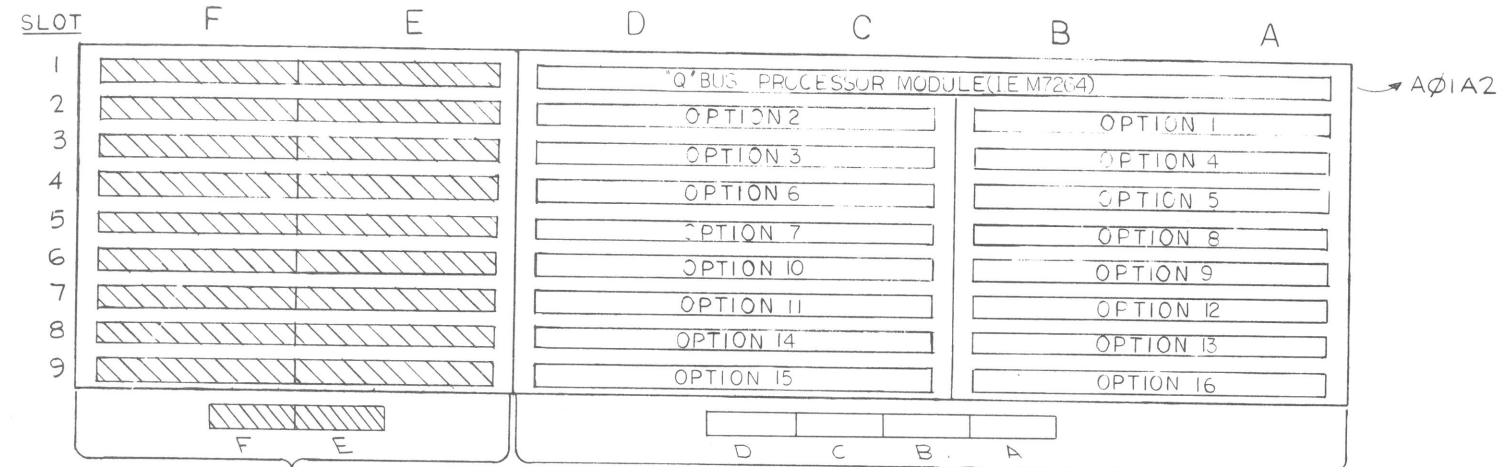 SLOT F E D C B A
1 "Q" BUS PROCESSOR MODULE (I.E M7264) AØ1A2
2 OPTION 2 OPTION 1
3 OPTION 3 OPTION 4
4 OPTION 6 OPTION 5
5 OPTION 7 OPTION 8
6 OPTION 10 OPTION 9
7 OPTION 11 OPTION 12
8 OPTION 14 OPTION 13
9 OPTION 15 OPTION 16
F E D C B. A